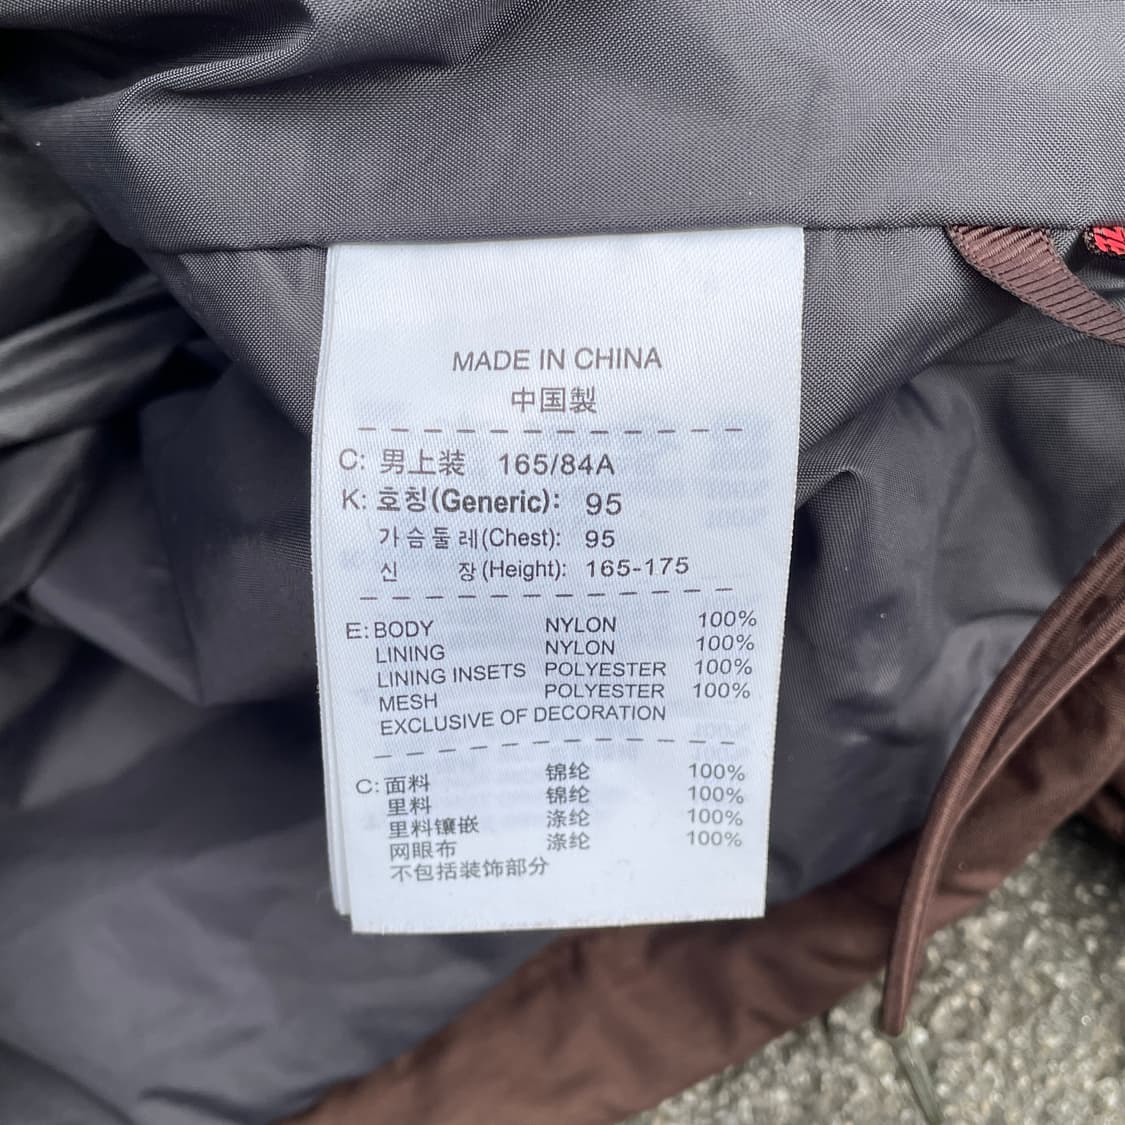 MADE IN CHINA
中国製
C: 男上装 165/84A
K: 호칭(Generic): 95
가슴둘레(Chest): 95
신 장(Height): 165-175
E: BODY NYLON 100%
LINING NYLON 100%
LINING INSETS POLYESTER 100%
MESH POLYESTER 100%
EXCLUSIVE OF DECORATION
C: 面料 锦纶 100%
里料 锦纶 100%
里料镶嵌 涤纶 100%
网眼布 涤纶 100%
不包括装饰部分